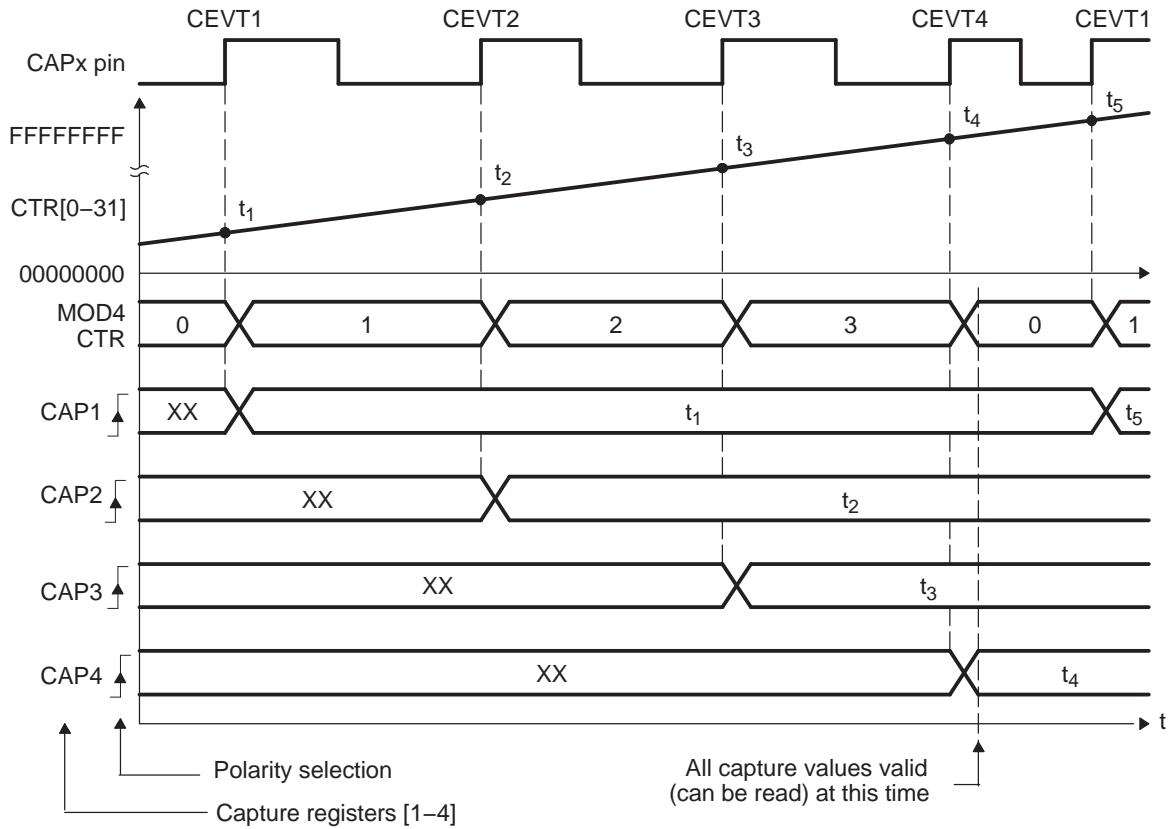 CEVT1 CEVT2 CEVT3 CEVT4 CEVT1
CAPx pin
t5
t4
FFFFFFFF
t3
t2
CTR[0−31]
t1
00000000
MOD4
CTR
0 1 2 3 0 1
CAP1 XX t1 t5
CAP2 XX t2
CAP3 XX t3
CAP4 XX t4
t
Polarity selection
Capture registers [1−4]
All capture values valid
(can be read) at this time